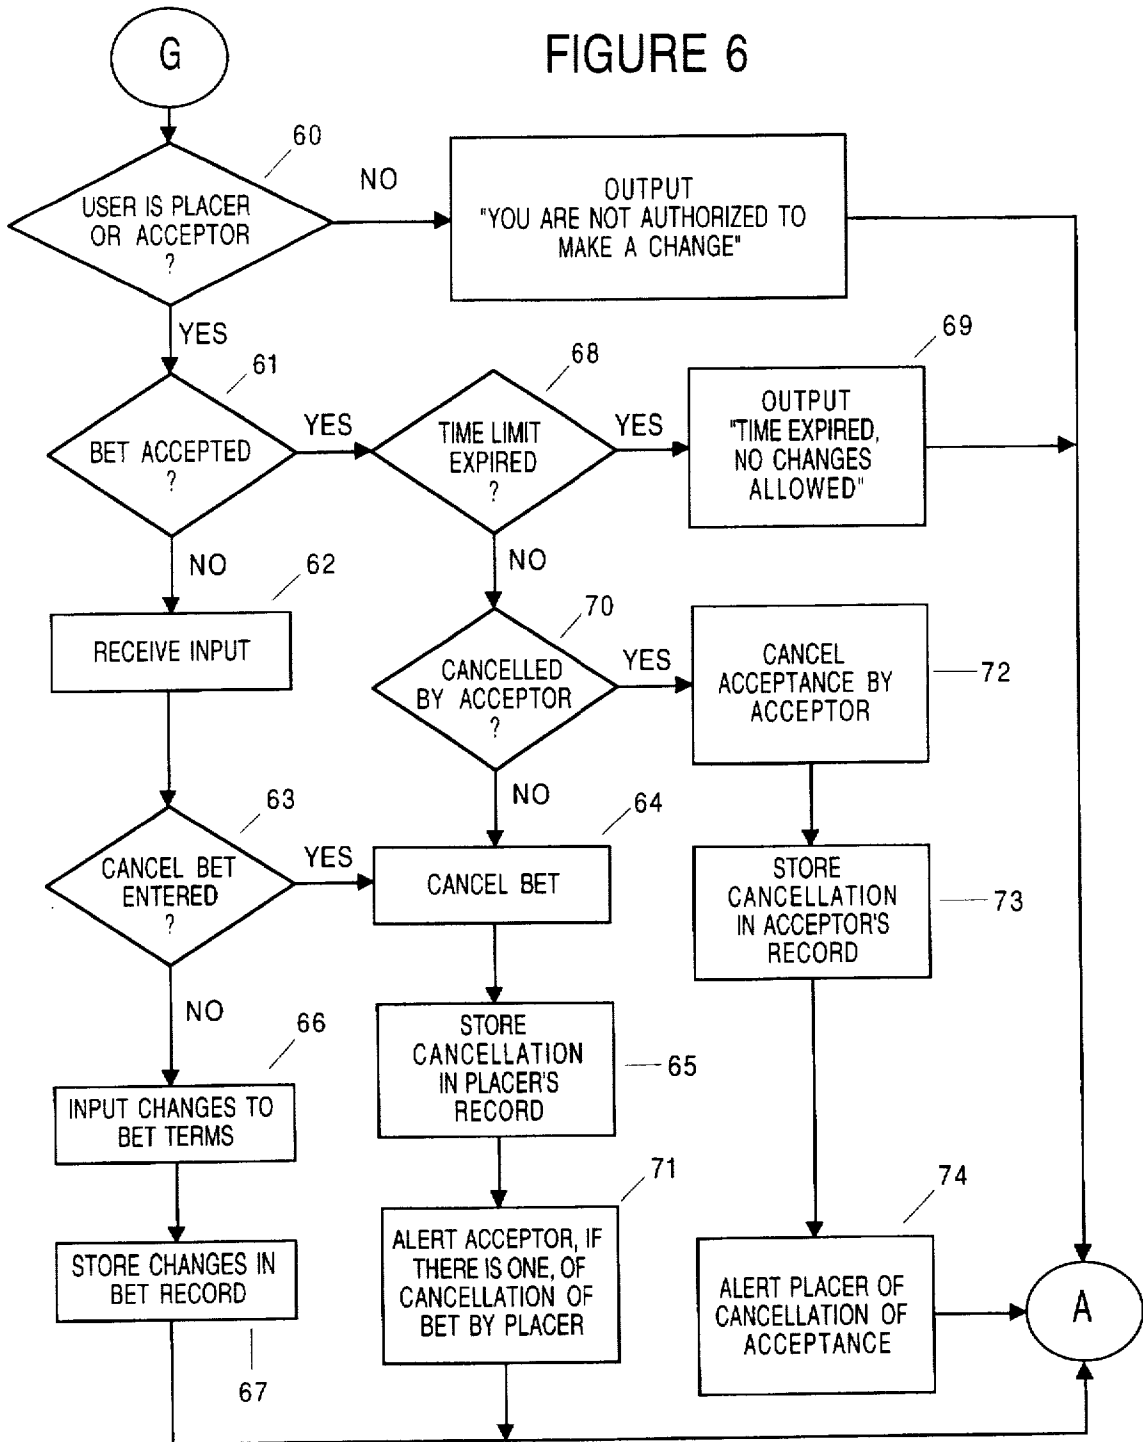 FIGURE 6
G
60
USER IS PLACER
OR ACCEPTOR
?
NO
OUTPUT
"YOU ARE NOT AUTHORIZED TO
MAKE A CHANGE"
YES
61
BET ACCEPTED
?
YES
68
TIME LIMIT
EXPIRED
?
YES
69
OUTPUT
"TIME EXPIRED,
NO CHANGES
ALLOWED"
NO
62
RECEIVE INPUT
NO
70
CANCELLED
BY ACCEPTOR
?
YES
CANCEL
ACCEPTANCE BY
ACCEPTOR
72
NO
63
CANCEL BET
ENTERED
?
YES
64
CANCEL BET
STORE
CANCELLATION
IN ACCEPTOR'S
RECORD
73
NO
66
INPUT CHANGES TO
BET TERMS
STORE
CANCELLATION
IN PLACER'S
RECORD
65
STORE CHANGES IN
BET RECORD
67
71
ALERT ACCEPTOR, IF
THERE IS ONE, OF
CANCELLATION OF
BET BY PLACER
74
ALERT PLACER OF
CANCELLATION OF
ACCEPTANCE
A